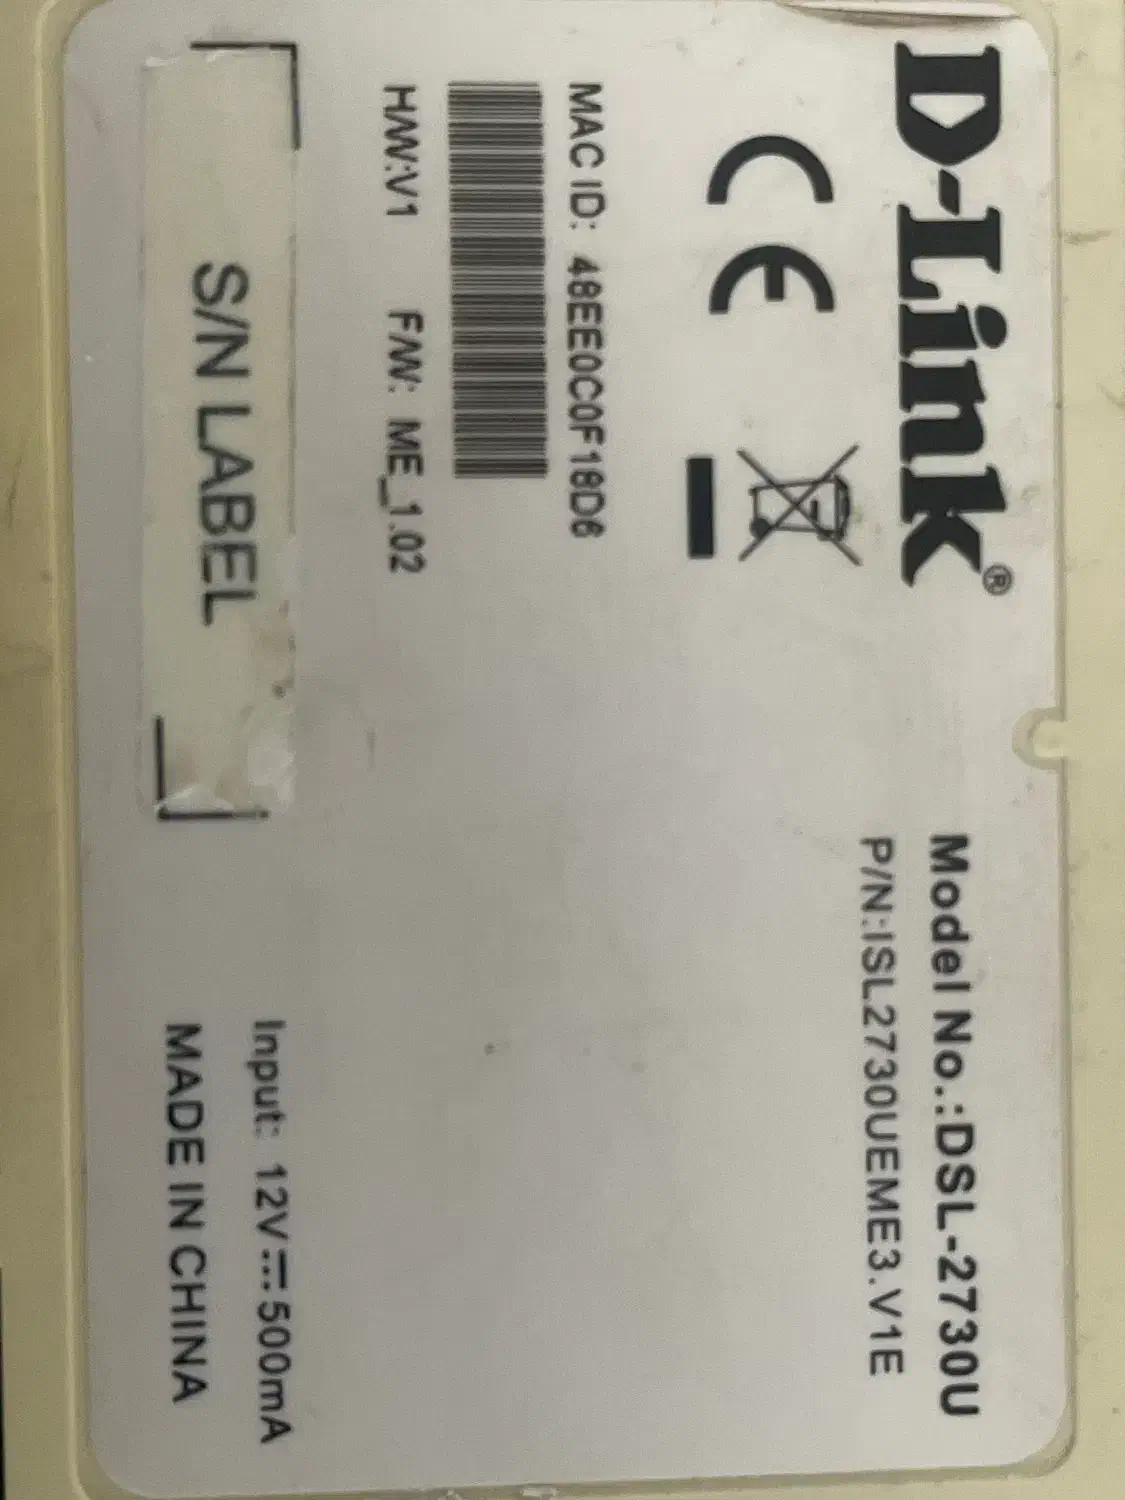 D-Link®
Model No.:DSL-2730U
P/N:ISL2730UEME3.V1E
CE
MAC ID: 48EE0C0F18D6
H/W:V1 F/W: ME_1.02
S/N LABEL
Input: 12V⎓500mA
MADE IN CHINA